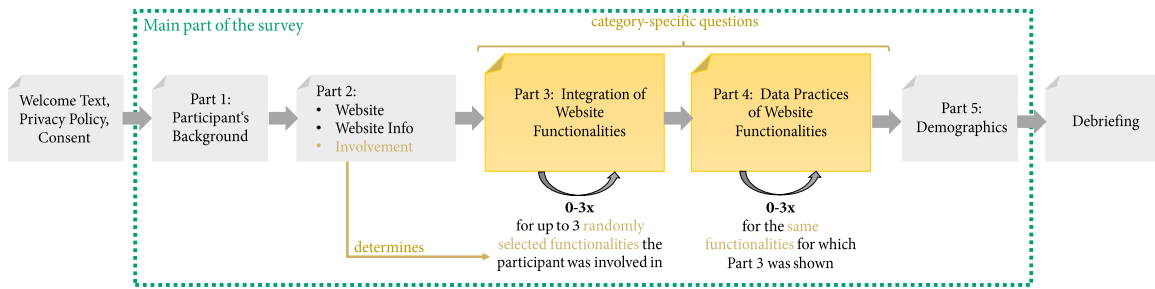 category-specific questions
Main part of the survey
Welcome Text,
Privacy Policy,
Consent
Part 1:
Participant's
Background
Part 2:
• Website
• Website Info
• Involvement
Part 3: Integration of
Website
Functionalities
Part 4: Data Practices
of Website
Functionalities
Part 5:
Demographics
Debriefing
determines
0-3x
for up to 3 randomly
selected functionalities the
participant was involved in
0-3x
for the same
functionalities for which
Part 3 was shown